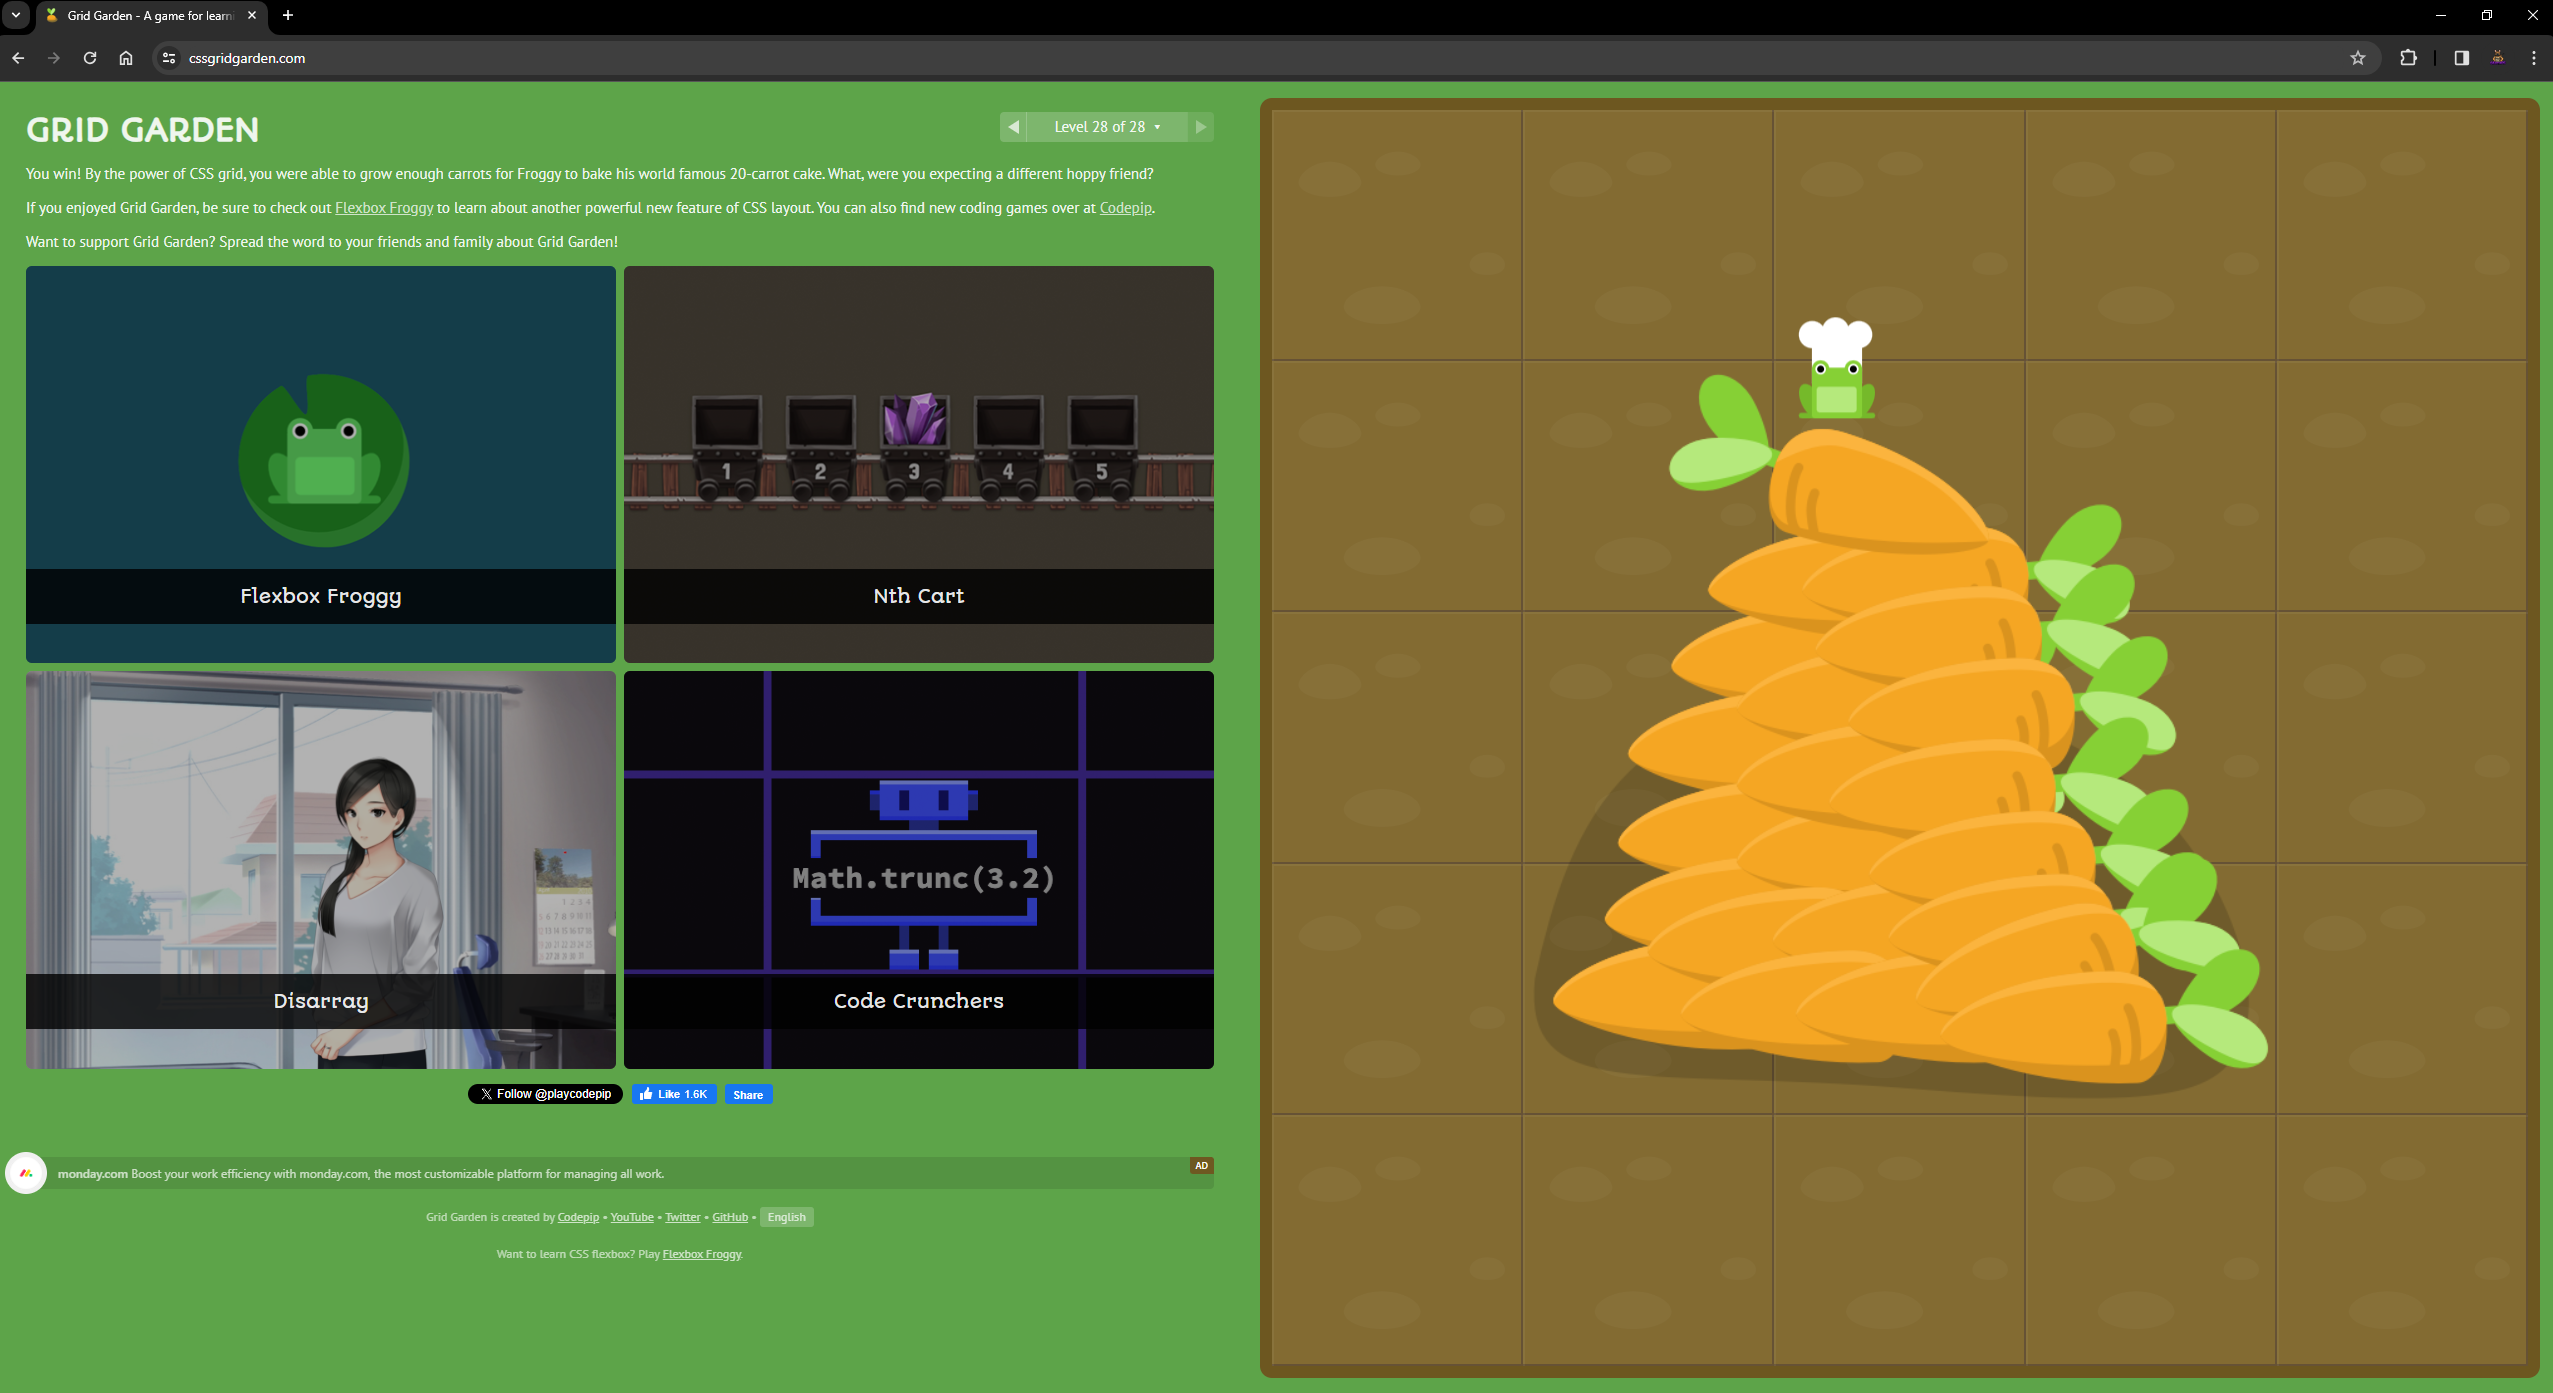 Grid Garden - A game for learni
cssgridgarden.com
GRID GARDEN
Level 28 of 28
You win! By the power of CSS grid, you were able to grow enough carrots for Froggy to bake his world famous 20-carrot cake. What, were you expecting a different hoppy friend?
If you enjoyed Grid Garden, be sure to check out Flexbox Froggy to learn about another powerful new feature of CSS layout. You can also find new coding games over at Codepip.
Want to support Grid Garden? Spread the word to your friends and family about Grid Garden!
1 2 3 4 5
Flexbox Froggy
Nth Cart
Math.trunc(3.2)
Disarray
Code Crunchers
Follow @playcodepip
Like 1.6K
Share
AD
monday.com Boost your work efficiency with monday.com, the most customizable platform for managing all work.
Grid Garden is created by Codepip • YouTube • Twitter • GitHub • English
Want to learn CSS flexbox? Play Flexbox Froggy.